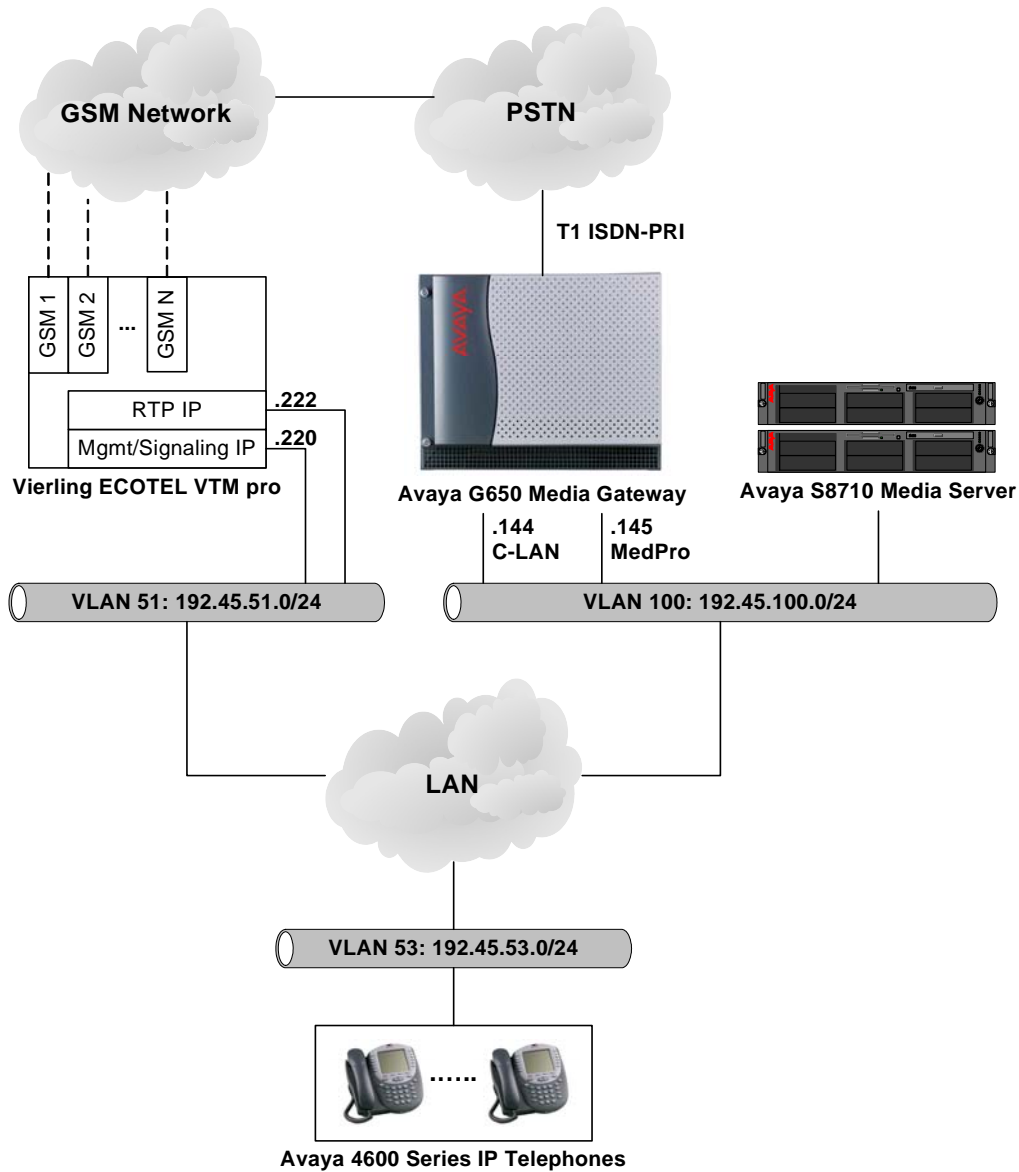 GSM Network
PSTN
T1 ISDN-PRI
GSM 1
GSM 2
...
GSM N
AVAYA
RTP IP
.222
Mgmt/Signaling IP
.220
Vierling ECOTEL VTM pro
Avaya G650 Media Gateway
Avaya S8710 Media Server
.144
C-LAN
.145
MedPro
VLAN 51: 192.45.51.0/24
VLAN 100: 192.45.100.0/24
LAN
VLAN 53: 192.45.53.0/24
......
Avaya 4600 Series IP Telephones